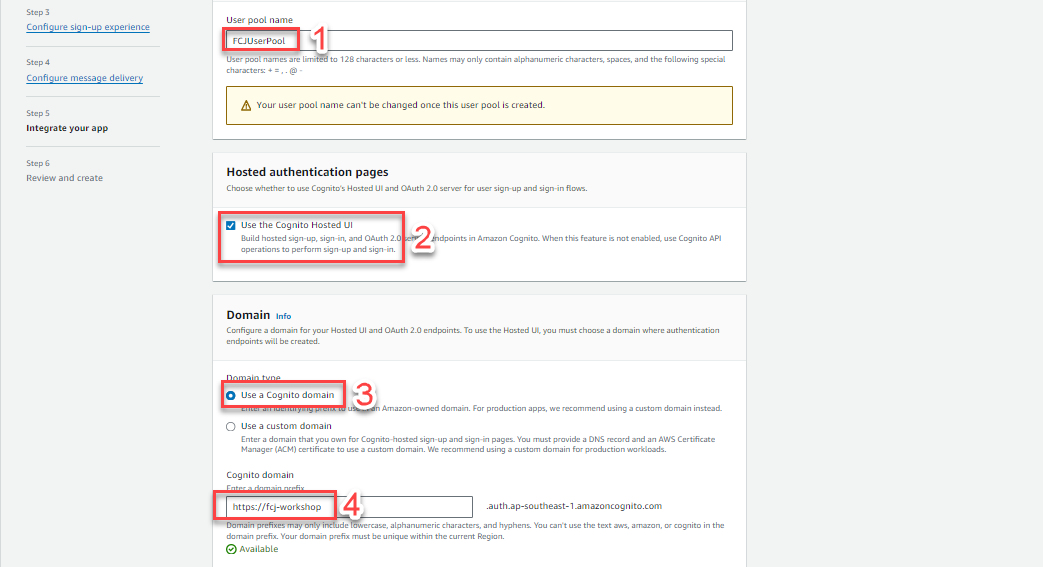 Step 3
Configure sign-up experience
Step 4
Configure message delivery
Step 5
Integrate your app
Step 6
Review and create
User pool name
FCJUserPool
1
User pool names are limited to 128 characters or less. Names may only contain alphanumeric characters, spaces, and the following special
characters: + = , . @ -
Your user pool name can't be changed once this user pool is created.
Hosted authentication pages
Choose whether to use Cognito's Hosted UI and OAuth 2.0 server for user sign-up and sign-in flows.
Use the Cognito Hosted UI
2
Build hosted sign-up, sign-in, and OAuth 2.0 server endpoints in Amazon Cognito. When this feature is not enabled, use Cognito API
operations to perform sign-up and sign-in.
Domain Info
Configure a domain for your Hosted UI and OAuth 2.0 endpoints. To use the Hosted UI, you must choose a domain where authentication
endpoints will be created.
Domain type
Use a Cognito domain
3
Enter an identifying prefix to use an Amazon-owned domain. For production apps, we recommend using a custom domain instead.
Use a custom domain
Enter a domain that you own for Cognito-hosted sign-up and sign-in pages. You must provide a DNS record and an AWS Certificate
Manager (ACM) certificate to use a custom domain. We recommend using a custom domain for production workloads.
Cognito domain
Enter a domain prefix
https://fcj-workshop
4
.auth.ap-southeast-1.amazoncognito.com
Domain prefixes may only include lowercase, alphanumeric characters, and hyphens. You can't use the text aws, amazon, or cognito in the
domain prefix. Your domain prefix must be unique within the current Region.
Available